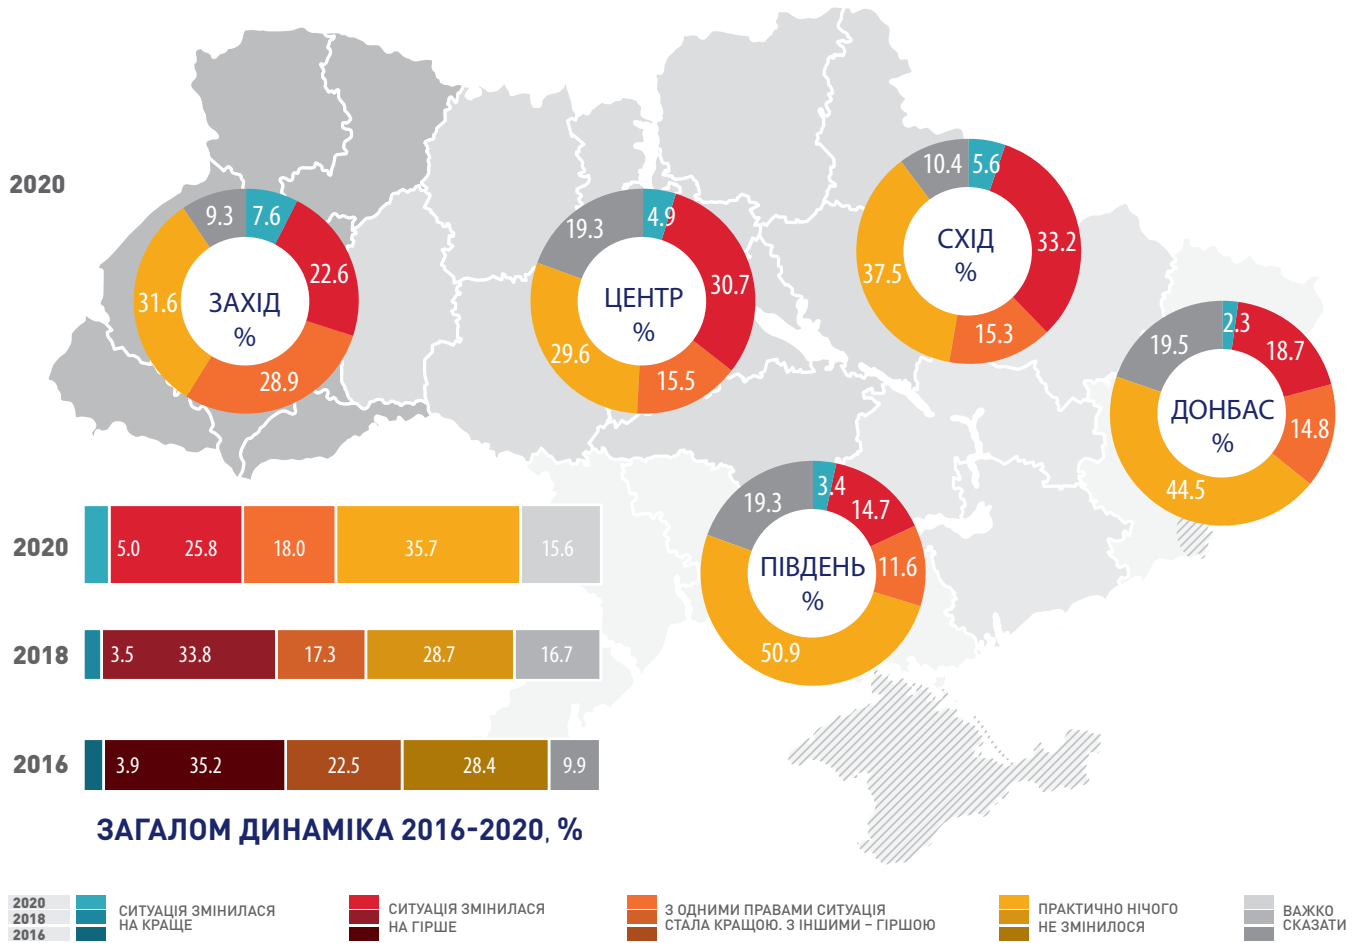 2020
9.3
7.6
22.6
28.9
31.6
ЗАХІД
%
19.3
4.9
30.7
15.5
29.6
ЦЕНТР
%
10.4
5.6
33.2
15.3
37.5
СХІД
%
19.5
2.3
18.7
14.8
44.5
ДОНБАС
%
19.3
3.4
14.7
11.6
50.9
ПІВДЕНЬ
%
2020 5.0 25.8 18.0 35.7 15.6
2018 3.5 33.8 17.3 28.7 16.7
2016 3.9 35.2 22.5 28.4 9.9
ЗАГАЛОМ ДИНАМІКА 2016-2020, %
2020
2018
2016
СИТУАЦІЯ ЗМІНИЛАСЯ
НА КРАЩЕ
СИТУАЦІЯ ЗМІНИЛАСЯ
НА ГІРШЕ
З ОДНИМИ ПРАВАМИ СИТУАЦІЯ
СТАЛА КРАЩОЮ. З ІНШИМИ – ГІРШОЮ
ПРАКТИЧНО НІЧОГО
НЕ ЗМІНИЛОСЯ
ВАЖКО
СКАЗАТИ